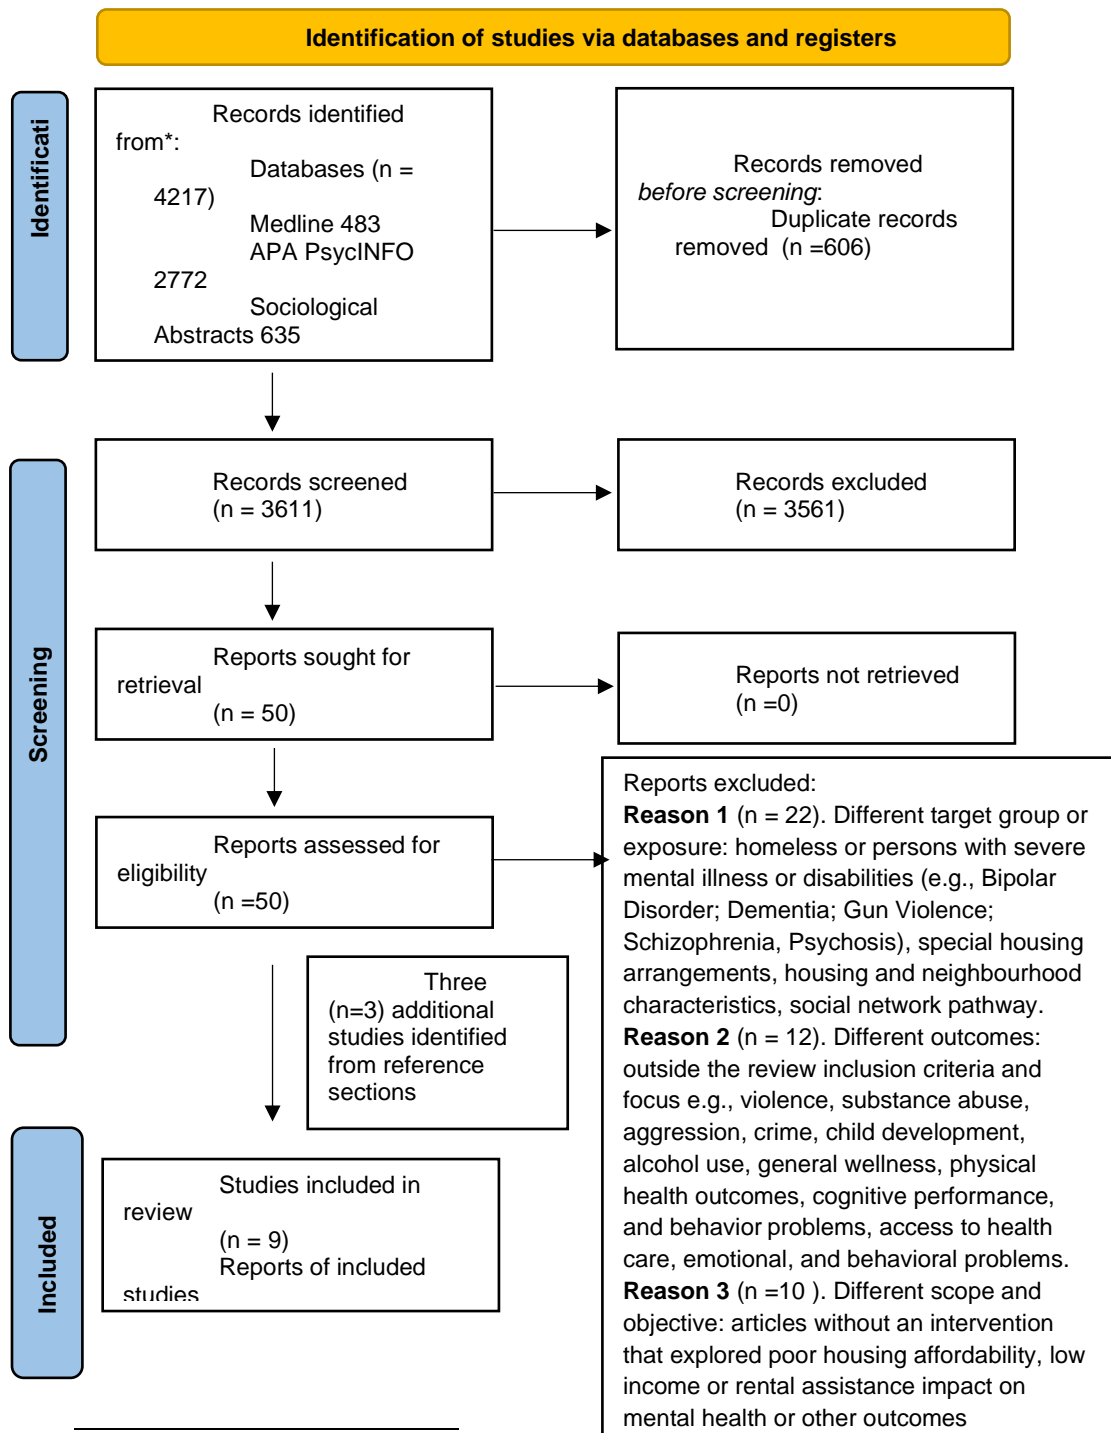 Identification of studies via databases and registers
Identificati
Records identified
from*:
Databases (n =
4217)
Medline 483
APA PsycINFO
2772
Sociological
Abstracts 635
Records removed
before screening:
Duplicate records
removed (n =606)
Screening
Records screened
(n = 3611)
Records excluded
(n = 3561)
Reports sought for
retrieval
(n = 50)
Reports not retrieved
(n =0)
Reports assessed for
eligibility
(n =50)
Reports excluded:
Reason 1 (n = 22). Different target group or
exposure: homeless or persons with severe
mental illness or disabilities (e.g., Bipolar
Disorder; Dementia; Gun Violence;
Schizophrenia, Psychosis), special housing
arrangements, housing and neighbourhood
characteristics, social network pathway.
Reason 2 (n = 12). Different outcomes:
outside the review inclusion criteria and
focus e.g., violence, substance abuse,
aggression, crime, child development,
alcohol use, general wellness, physical
health outcomes, cognitive performance,
and behavior problems, access to health
care, emotional, and behavioral problems.
Reason 3 (n =10 ). Different scope and
objective: articles without an intervention
that explored poor housing affordability, low
income or rental assistance impact on
mental health or other outcomes
Three
(n=3) additional
studies identified
from reference
sections
Included
Studies included in
review
(n = 9)
Reports of included
studies